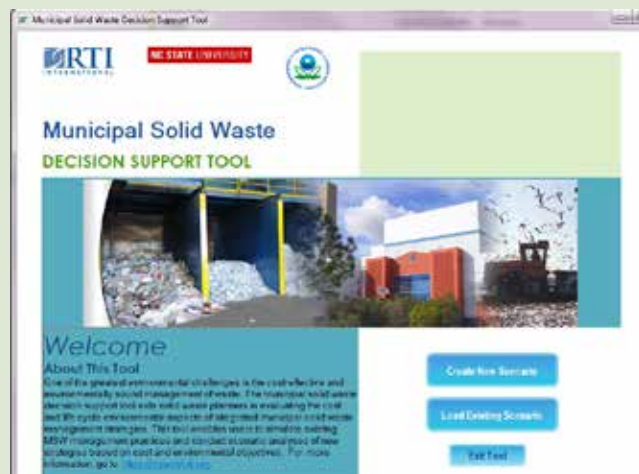 Municipal Solid Waste Decision Support Tool
RTI
INTERNATIONAL
NC STATE UNIVERSITY
Municipal Solid Waste
DECISION SUPPORT TOOL
Welcome
About This Tool
One of the greatest environmental challenges is the cost-effective and
environmentally sound management of waste. The municipal solid waste
decision support tool aids solid waste planners in evaluating the cost
and life cycle environmental aspects of integrated municipal solid waste
management strategies. This tool enables users to simulate existing
MSW management practices and conduct scenario analyses of new
strategies based on cost and environmental objectives. For more
information, go to
Create New Scenario
Load Existing Scenario
Exit Tool